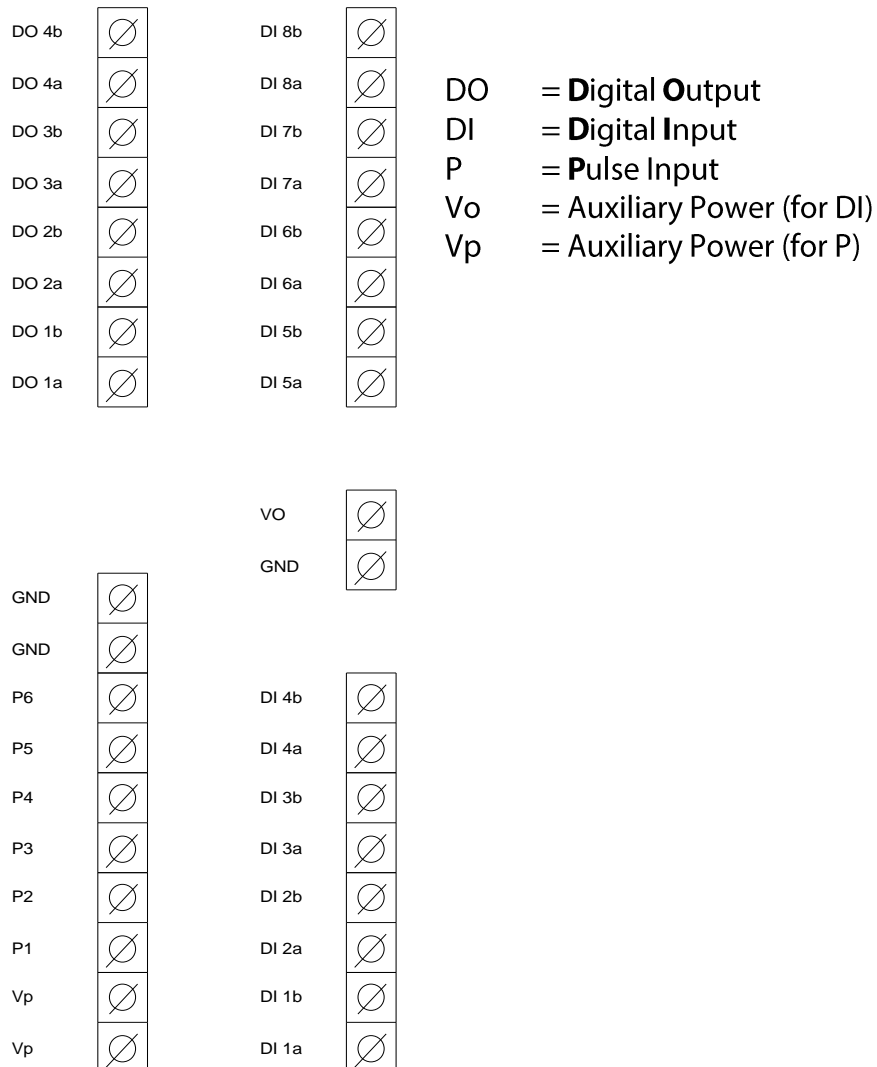 DO 4b
DO 4a
DO 3b
DO 3a
DO 2b
DO 2a
DO 1b
DO 1a
GND
GND
P6
P5
P4
P3
P2
P1
Vp
Vp
DI 8b
DI 8a
DI 7b
DI 7a
DI 6b
DI 6a
DI 5b
DI 5a
VO
GND
DI 4b
DI 4a
DI 3b
DI 3a
DI 2b
DI 2a
DI 1b
DI 1a
DO = Digital Output
DI = Digital Input
P = Pulse Input
Vo = Auxiliary Power (for DI)
Vp = Auxiliary Power (for P)